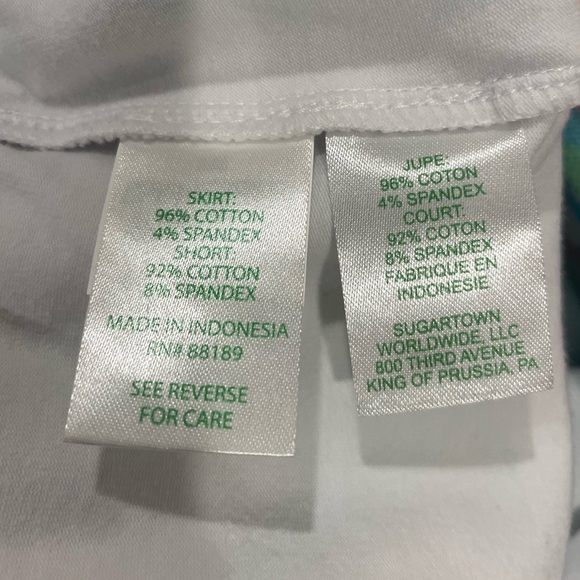 SKIRT:
96% COTTON
4% SPANDEX
SHORT:
92% COTTON
8% SPANDEX
MADE IN INDONESIA
RN# 88189
SEE REVERSE
FOR CARE
JUPE:
96% COTON
4% SPANDEX
COURT:
92% COTON
8% SPANDEX
FABRIQUE EN
INDONESIE
SUGARTOWN
WORLDWIDE, LLC
800 THIRD AVENUE
KING OF PRUSSIA, PA